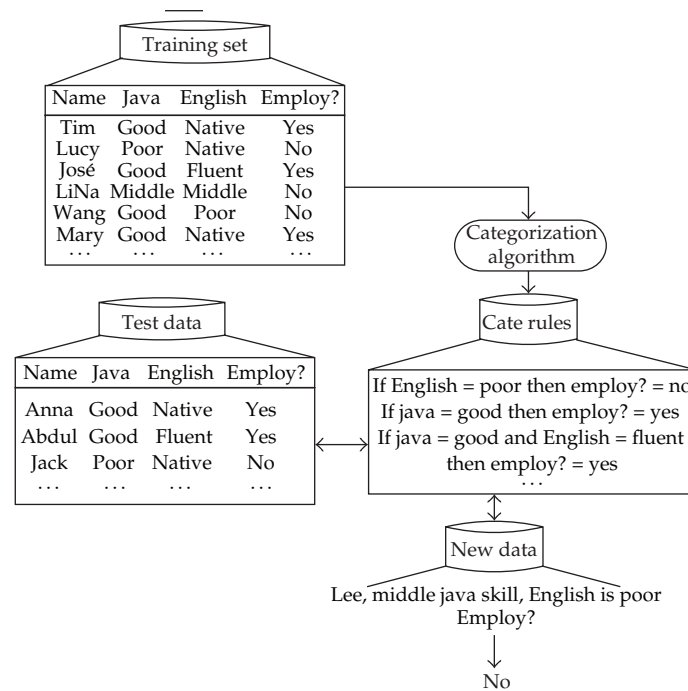 Training set
Name Java English Employ?
Tim Good Native Yes
Lucy Poor Native No
José Good Fluent Yes
LiNa Middle Middle No
Wang Good Poor No
Mary Good Native Yes
... ... ... ...
Categorization
algorithm
Cate rules
If English = poor then employ? = no
If java = good then employ? = yes
If java = good and English = fluent
then employ? = yes
...
Test data
Name Java English Employ?
Anna Good Native Yes
Abdul Good Fluent Yes
Jack Poor Native No
... ... ... ...
New data
Lee, middle java skill, English is poor
Employ?
No